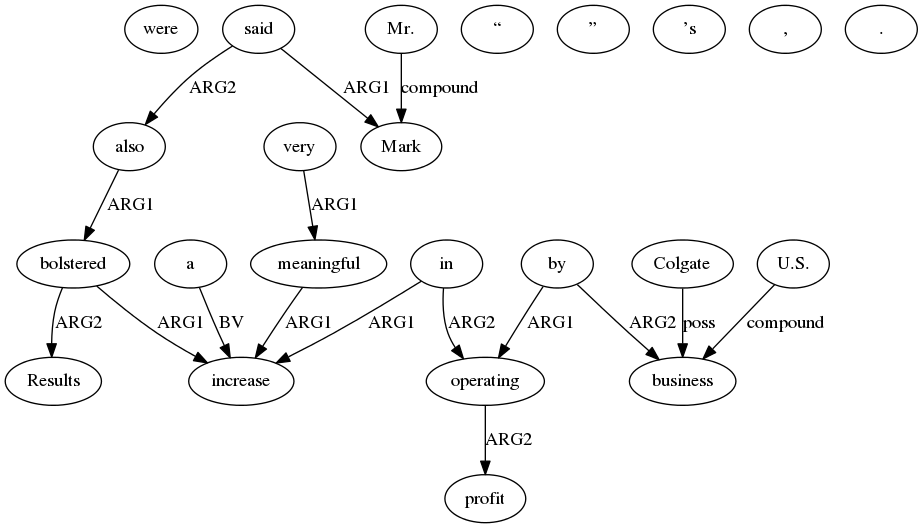 were said Mr. “ ” ’s , .
ARG2 ARG1 compound
also very Mark
ARG1 ARG1
bolstered a meaningful in by Colgate U.S.
ARG2 ARG1 BV ARG1 ARG1 ARG2 ARG1 ARG2 poss compound
Results increase operating business
ARG2
profit